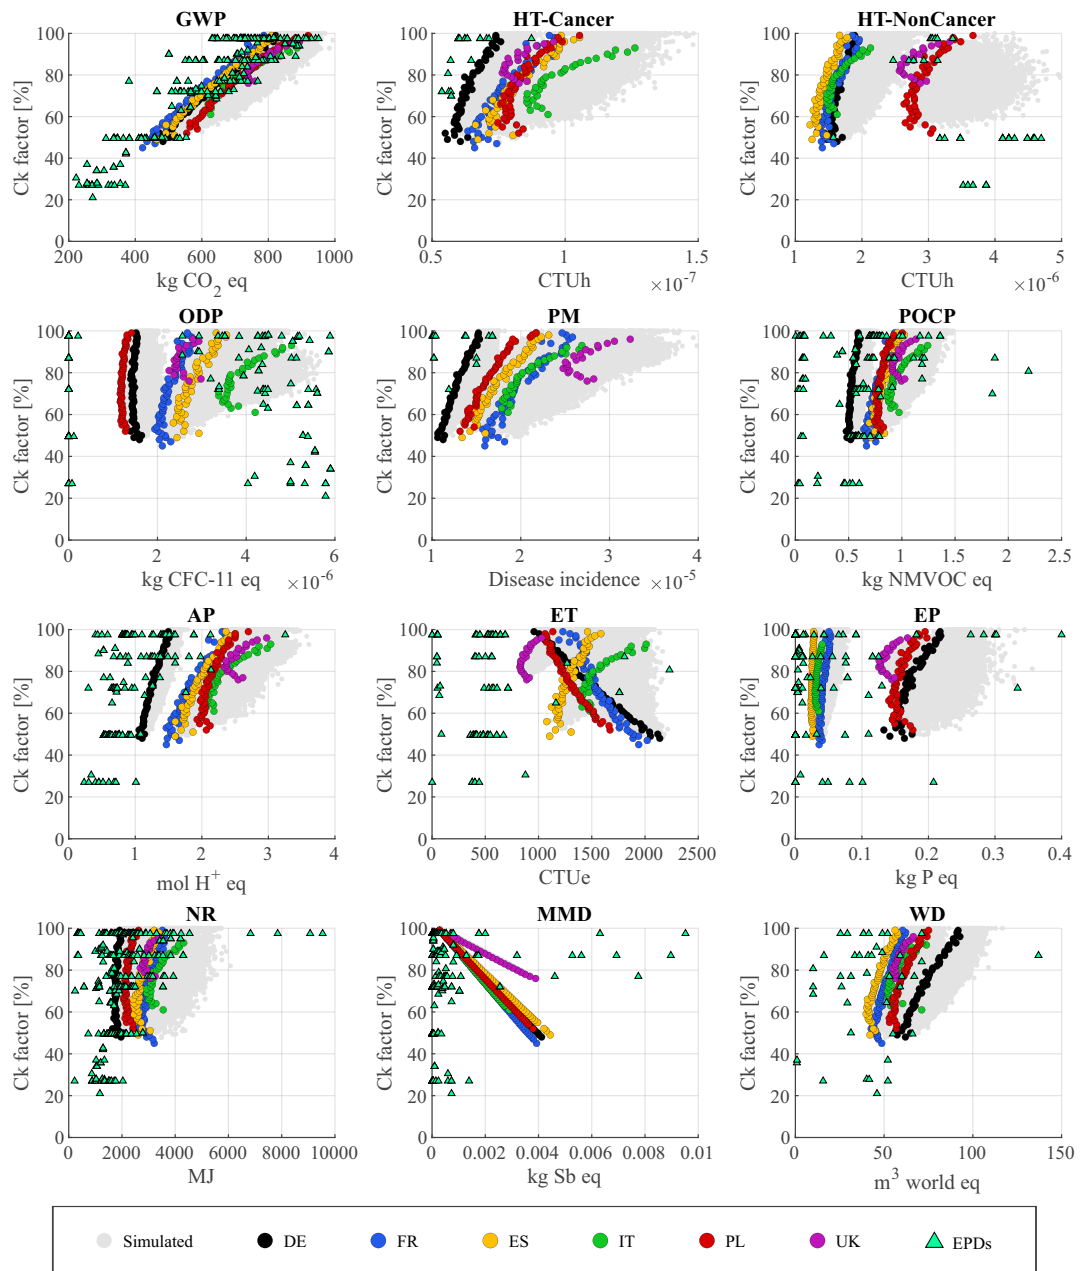 GWP HT-Cancer HT-NonCancer
Ck factor [%] Ck factor [%] Ck factor [%]
100 100 100
80 80 80
60 60 60
40 40 40
20 20 20
0 0 0
200 400 600 800 1000 0.5 1 1.5 1 2 3 4 5
kg CO2 eq CTUh ×10-7 CTUh ×10-6
ODP PM POCP
Ck factor [%] Ck factor [%] Ck factor [%]
100 100 100
80 80 80
60 60 60
40 40 40
20 20 20
0 0 0
0 2 4 6 1 2 3 4 0 0.5 1 1.5 2 2.5
kg CFC-11 eq ×10-6 Disease incidence ×10-5 kg NMVOC eq
AP ET EP
Ck factor [%] Ck factor [%] Ck factor [%]
100 100 100
80 80 80
60 60 60
40 40 40
20 20 20
0 0 0
0 1 2 3 4 0 500 1000 1500 2000 2500 0 0.1 0.2 0.3 0.4
mol H+ eq CTUe kg P eq
NR MMD WD
Ck factor [%] Ck factor [%] Ck factor [%]
100 100 100
80 80 80
60 60 60
40 40 40
20 20 20
0 0 0
0 2000 4000 6000 8000 10000 0 0.002 0.004 0.006 0.008 0.01 0 50 100 150
MJ kg Sb eq m3 world eq
Simulated DE FR ES IT PL UK EPDs